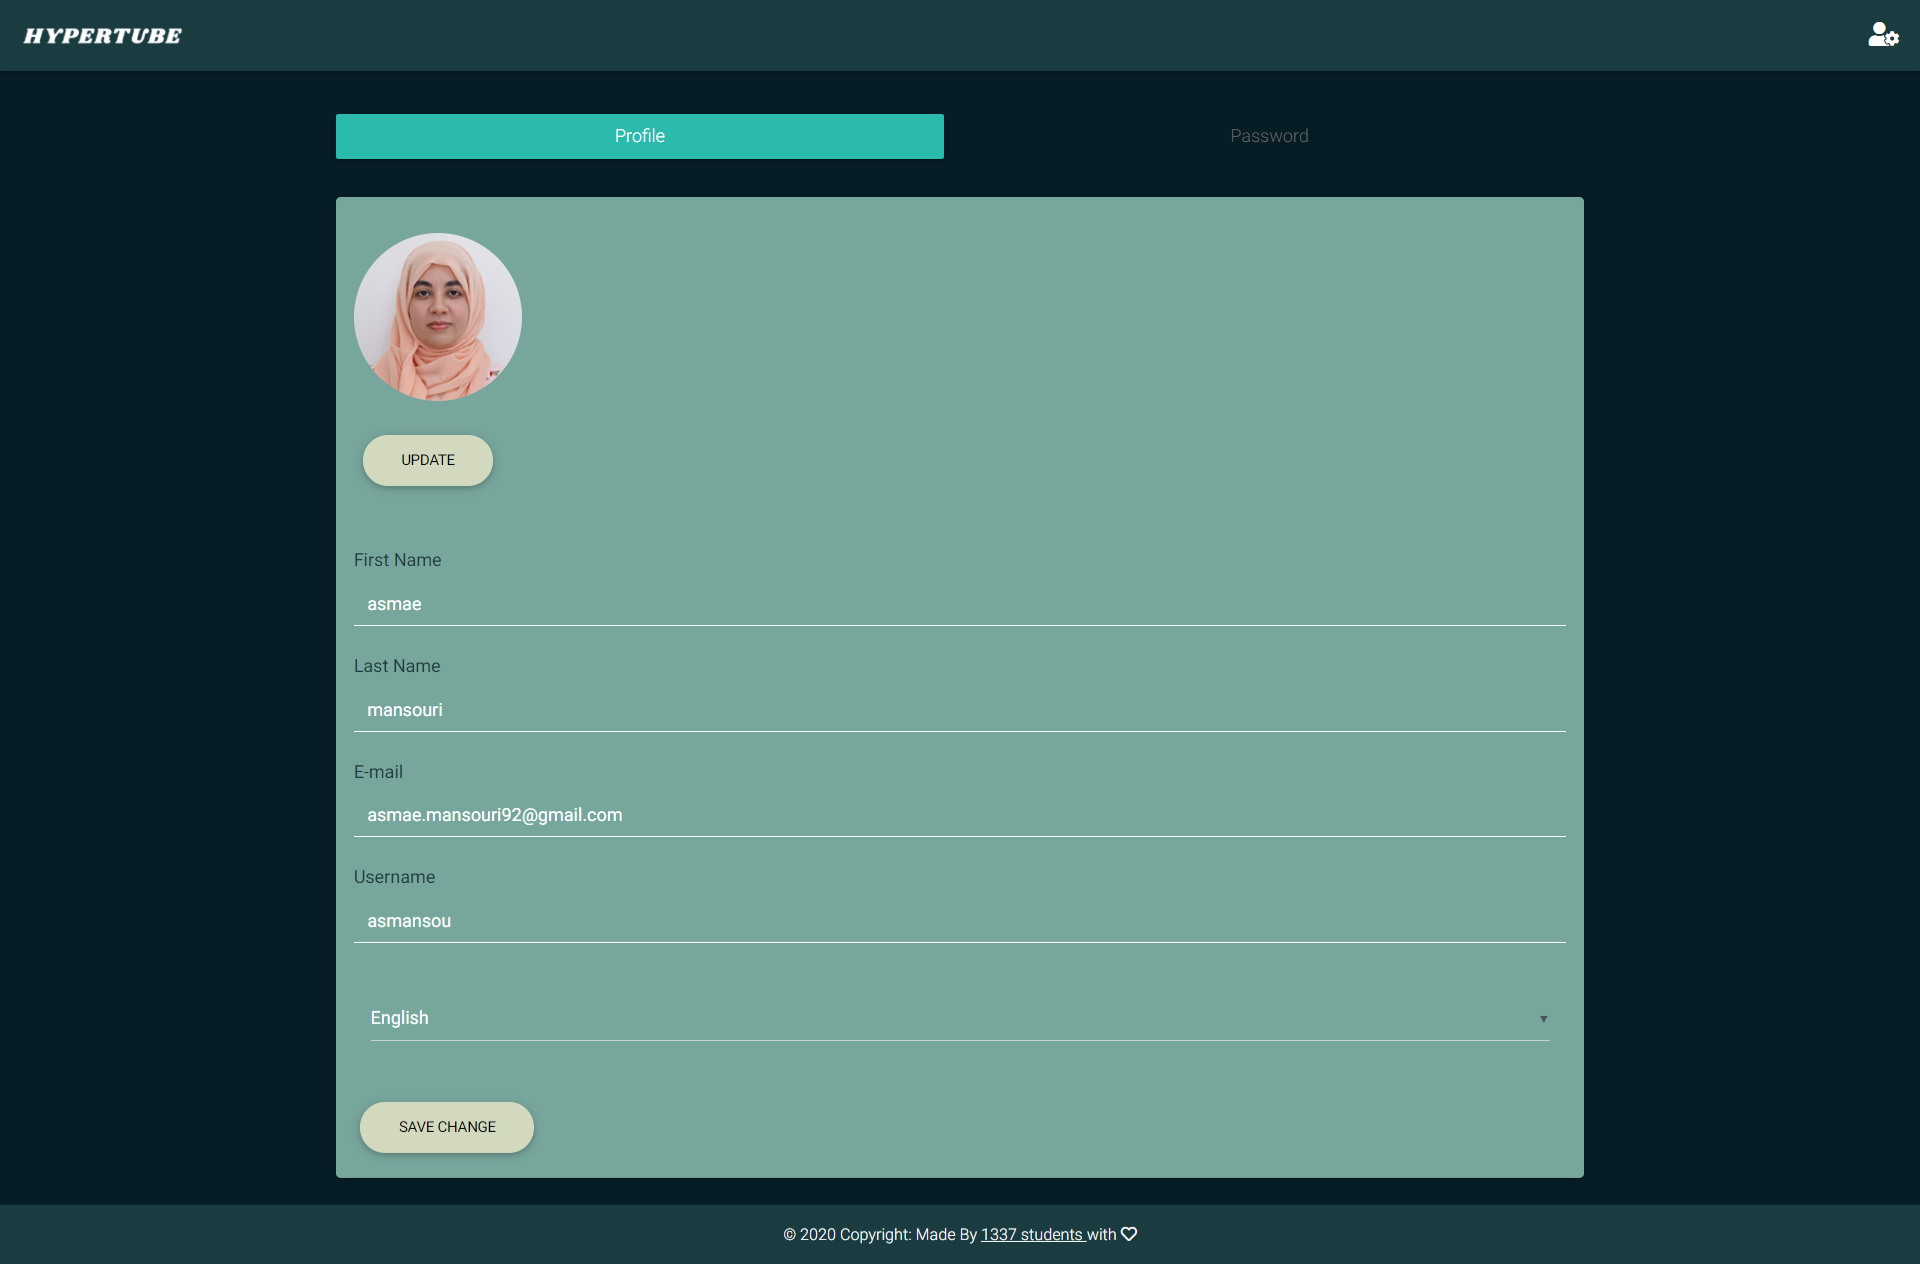 HYPERTUBE
Profile
Password
UPDATE
First Name
asmae
Last Name
mansouri
E-mail
asmae.mansouri92@gmail.com
Username
asmansou
English
SAVE CHANGE
© 2020 Copyright: Made By 1337 students with